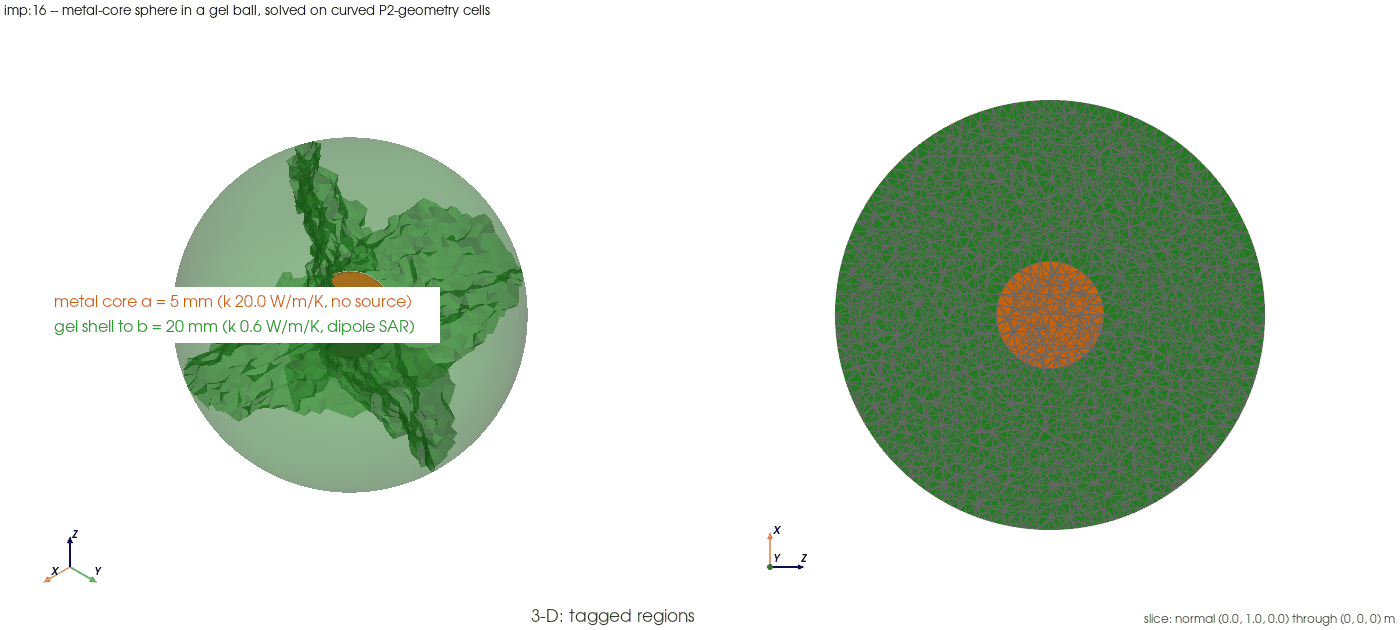 imp:16 -- metal-core sphere in a gel ball, solved on curved P2-geometry cells
metal core a = 5 mm (k 20.0 W/m/K, no source)
gel shell to b = 20 mm (k 0.6 W/m/K, dipole SAR)
Z
X
Y
X
Y
Z
3-D: tagged regions
slice: normal (0.0, 1.0, 0.0) through (0, 0, 0) m